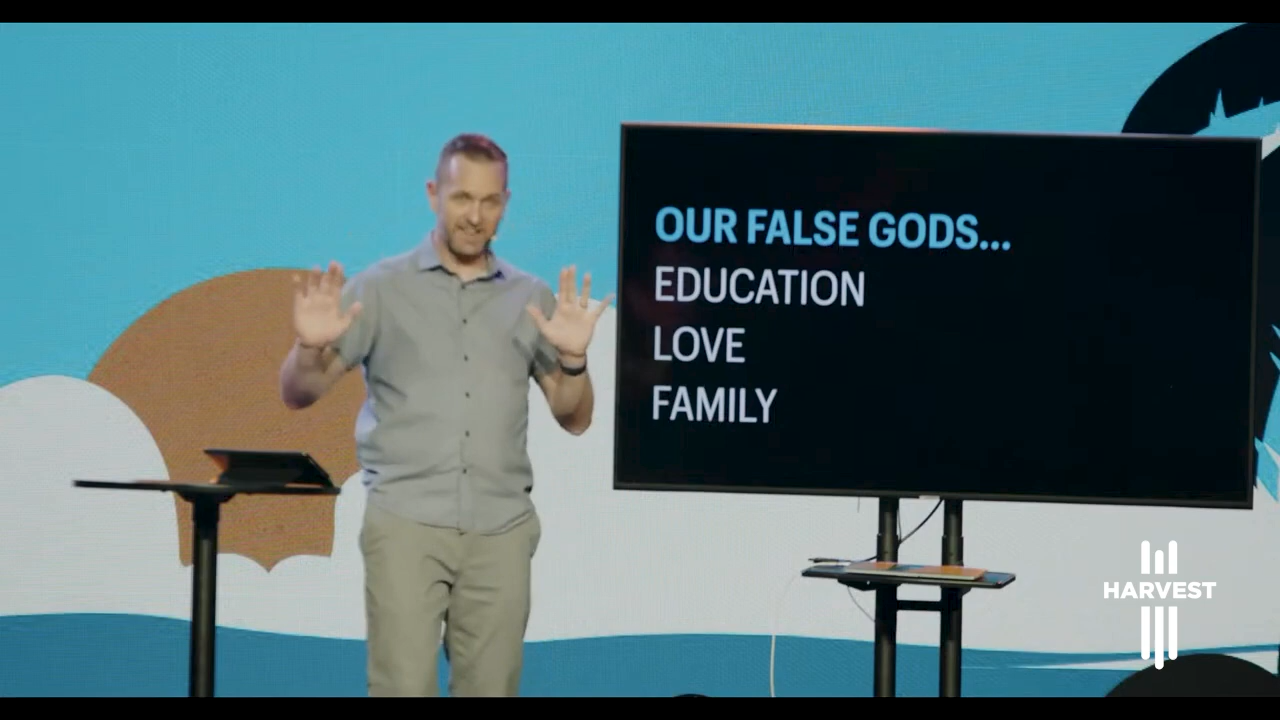 OUR FALSE GODS...
EDUCATION
LOVE
FAMILY
HARVEST